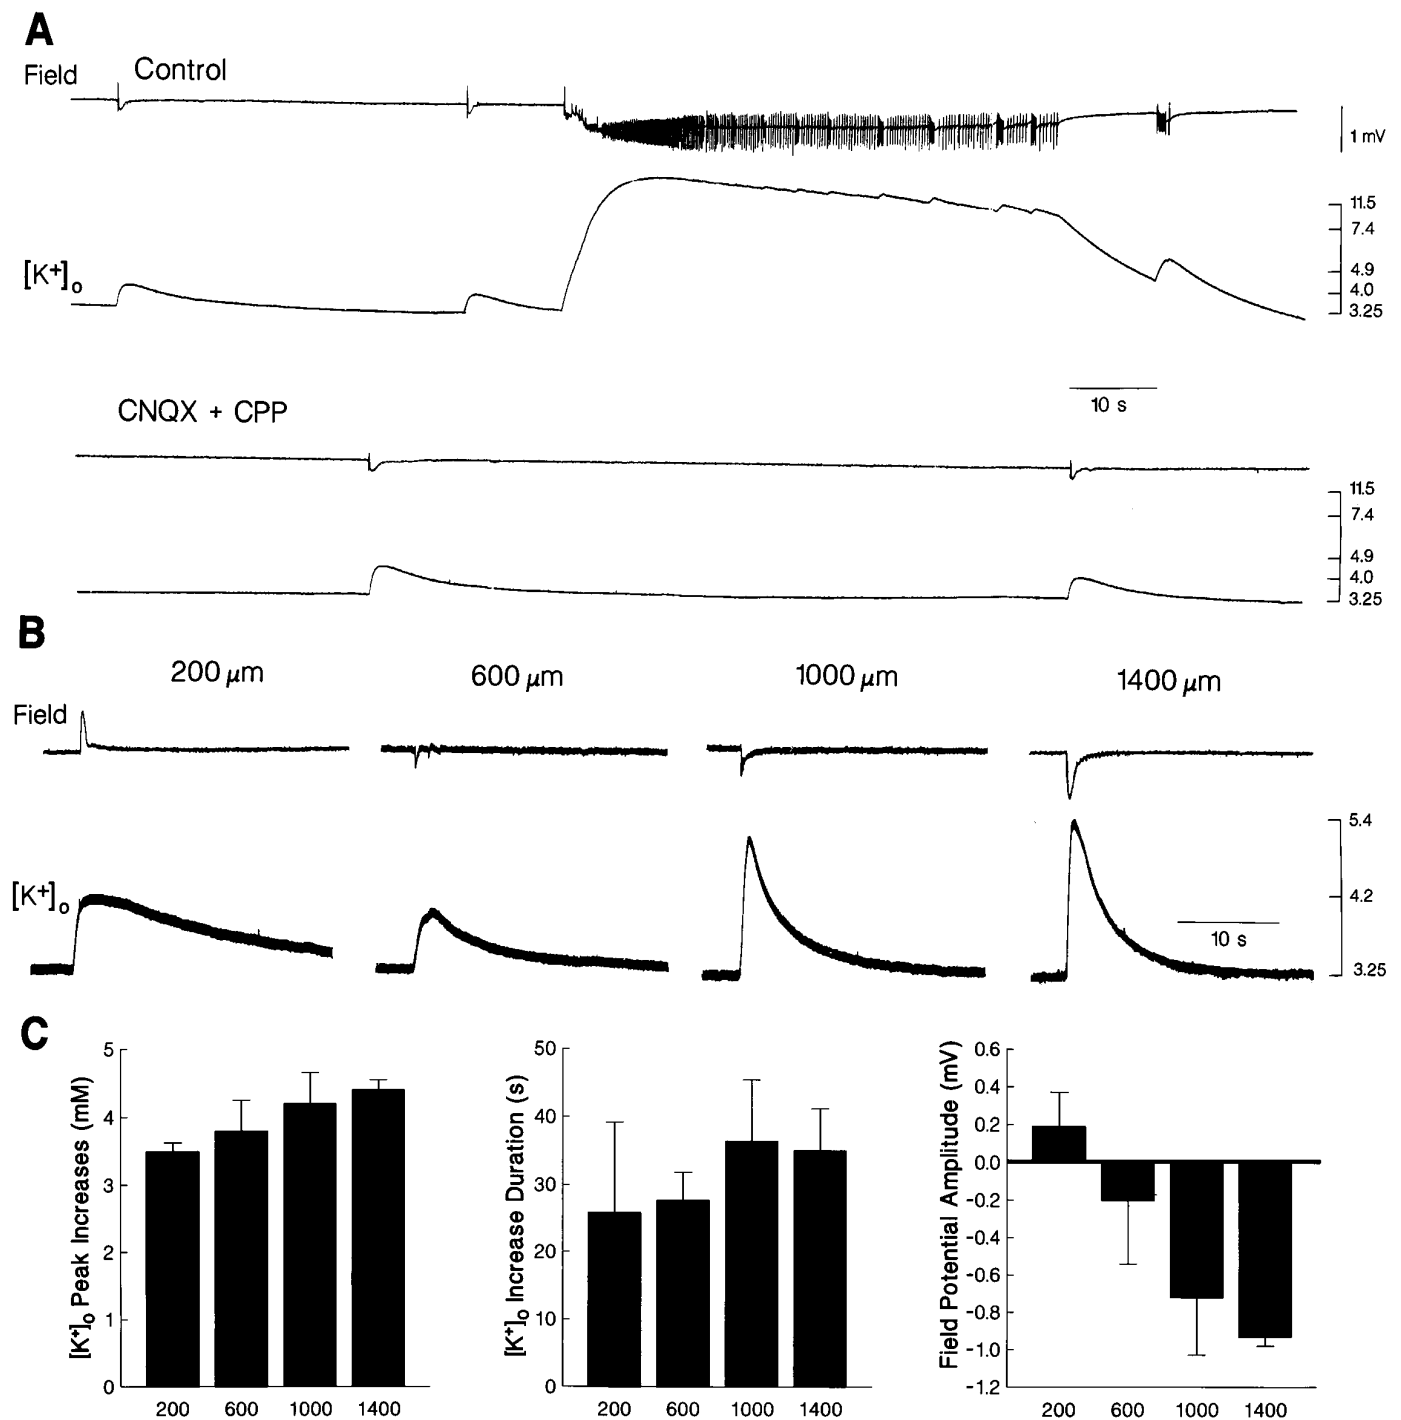 A
Field Control
1 mV
11.5
7.4
[K⁺]ₒ
4.9
4.0
3.25
10 s
CNQX + CPP
11.5
7.4
4.9
4.0
3.25
B
200 μm 600 μm 1000 μm 1400 μm
Field
5.4
[K⁺]ₒ
4.2
10 s
3.25
C
[K⁺]ₒ Peak Increases (mM)
5
4
3
2
1
0
200 600 1000 1400
[K⁺]ₒ Increase Duration (s)
50
40
30
20
10
0
200 600 1000 1400
Field Potential Amplitude (mV)
0.6
0.4
0.2
0.0
-0.2
-0.4
-0.6
-0.8
-1.0
-1.2
200 600 1000 1400